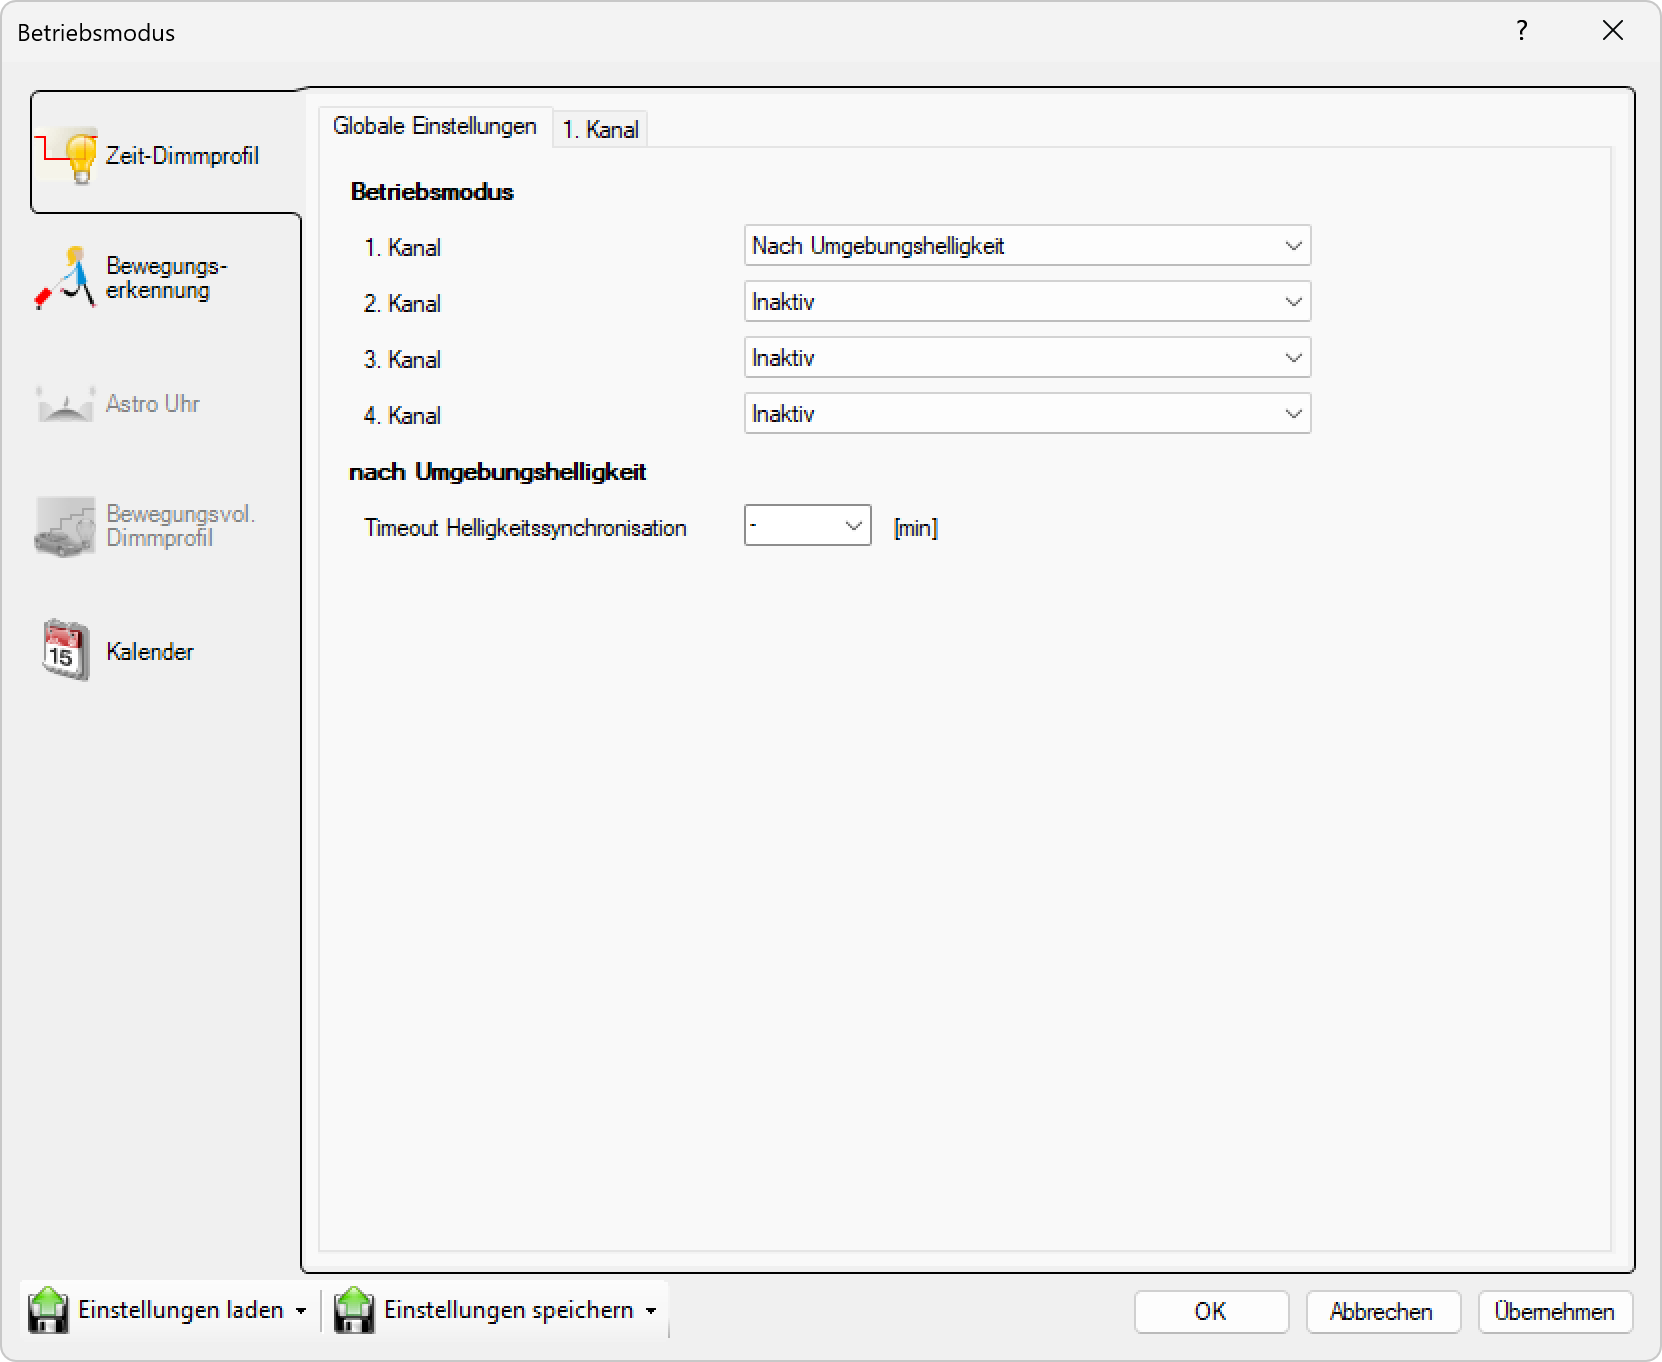 Betriebsmodus
?
Zeit-Dimmprofil
Bewegungs-
erkennung
Astro Uhr
Bewegungsvol.
Dimmprofil
15
Kalender
Globale Einstellungen
1. Kanal
Betriebsmodus
1. Kanal
Nach Umgebungshelligkeit
2. Kanal
Inaktiv
3. Kanal
Inaktiv
4. Kanal
Inaktiv
nach Umgebungshelligkeit
Timeout Helligkeitssynchronisation
-
[min]
Einstellungen laden
Einstellungen speichern
OK
Abbrechen
Übernehmen